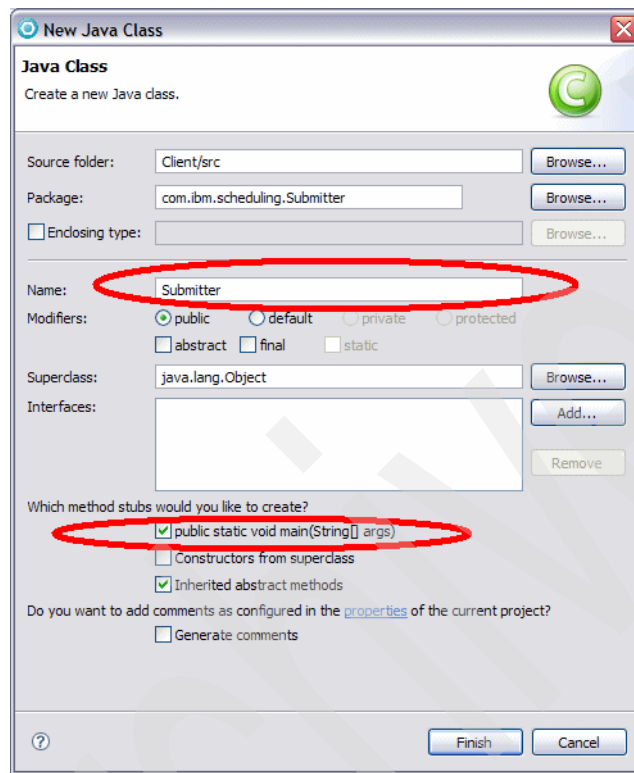 New Java Class
Java Class
Create a new Java class.
Source folder: Client/src Browse...
Package: com.ibm.scheduling.Submitter Browse...
Enclosing type: Browse...
Name: Submitter
Modifiers: public default private protected
abstract final static
Superclass: java.lang.Object Browse...
Interfaces: Add...
Remove
Which method stubs would you like to create?
public static void main(String[] args)
Constructors from superclass
Inherited abstract methods
Do you want to add comments as configured in the properties of the current project?
Generate comments
? Finish Cancel